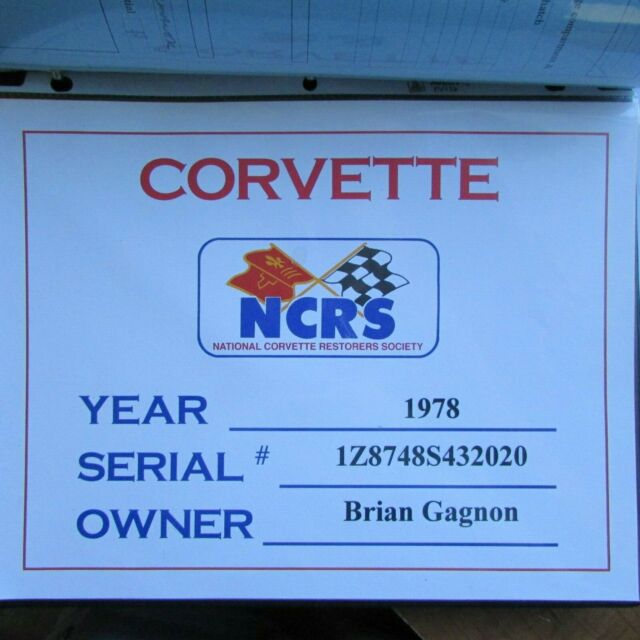 CORVETTE
NCRS
NATIONAL CORVETTE RESTORERS SOCIETY
YEAR 1978
SERIAL # 1Z8748S432020
OWNER Brian Gagnon